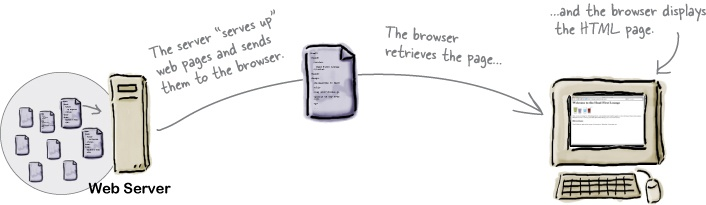 The server “serves up”
web pages and sends
them to the browser.
The browser
retrieves the page...
...and the browser displays
the HTML page.
Web Server